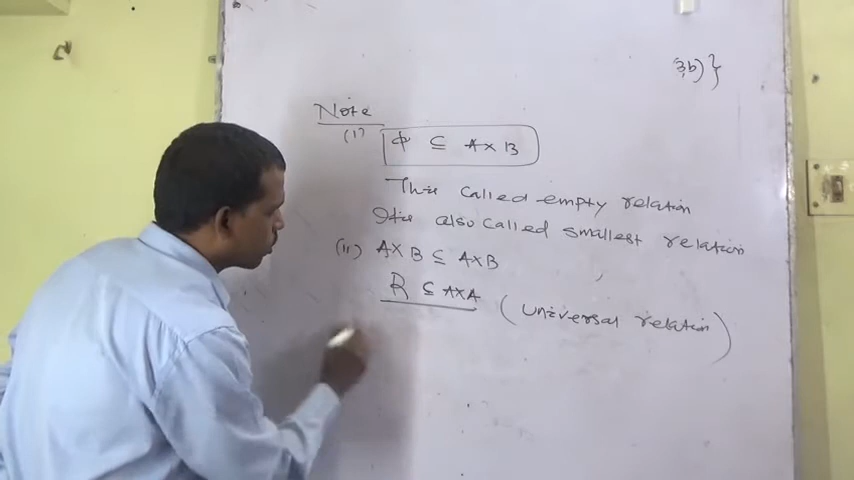 3,b)}
Note
(i) ϕ ⊆ A×B
This called empty relation
It is also called smallest relation
(ii) A×B ⊆ A×B
R ⊆ A×A (universal relation)